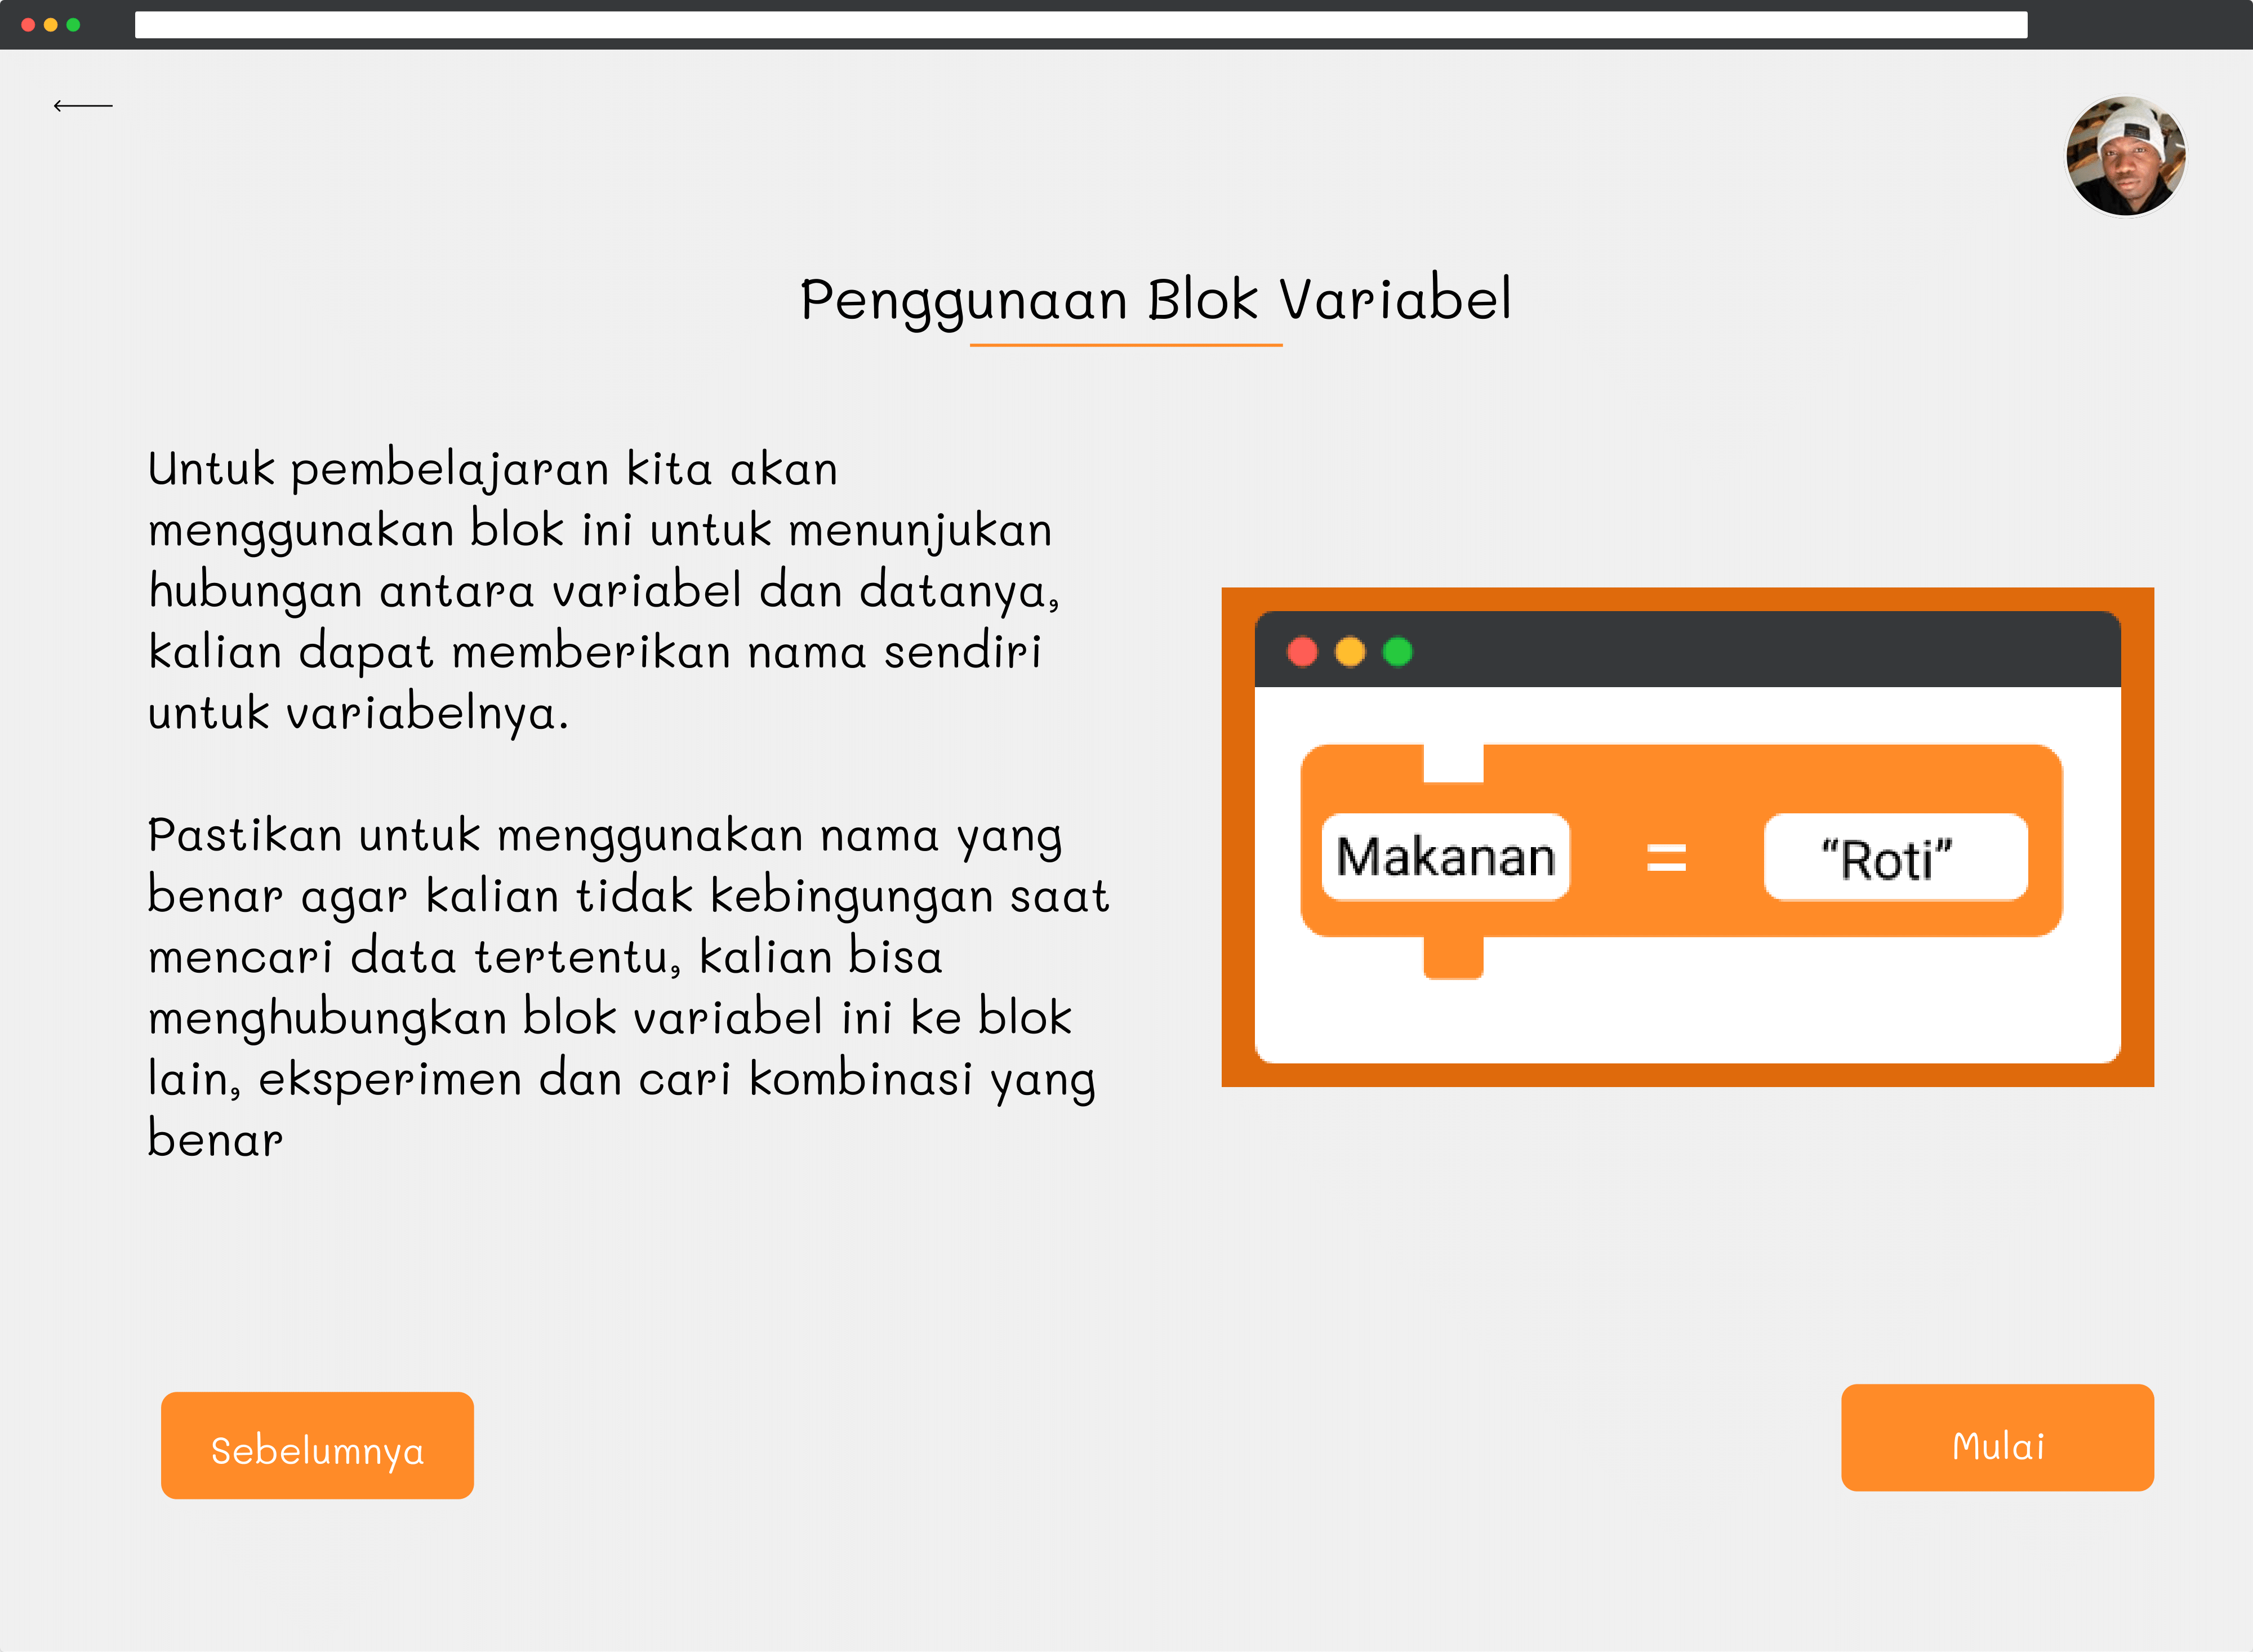 Penggunaan Blok Variabel
Untuk pembelajaran kita akan
menggunakan blok ini untuk menunjukan
hubungan antara variabel dan datanya,
kalian dapat memberikan nama sendiri
untuk variabelnya.
Pastikan untuk menggunakan nama yang
benar agar kalian tidak kebingungan saat
mencari data tertentu, kalian bisa
menghubungkan blok variabel ini ke blok
lain, eksperimen dan cari kombinasi yang
benar
Makanan = “Roti”
Sebelumnya
Mulai